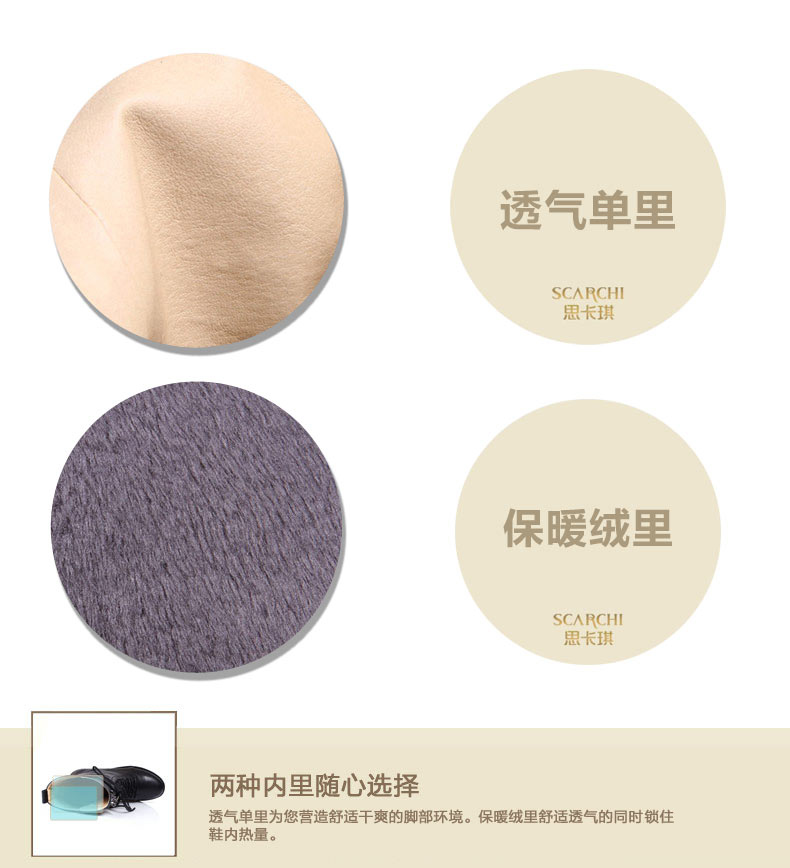 透气单里
SCARCHI
思卡琪
保暖绒里
SCARCHI
思卡琪
两种内里随心选择
透气单里为您营造舒适干爽的脚部环境。保暖绒里舒适透气的同时锁住
鞋内热量。